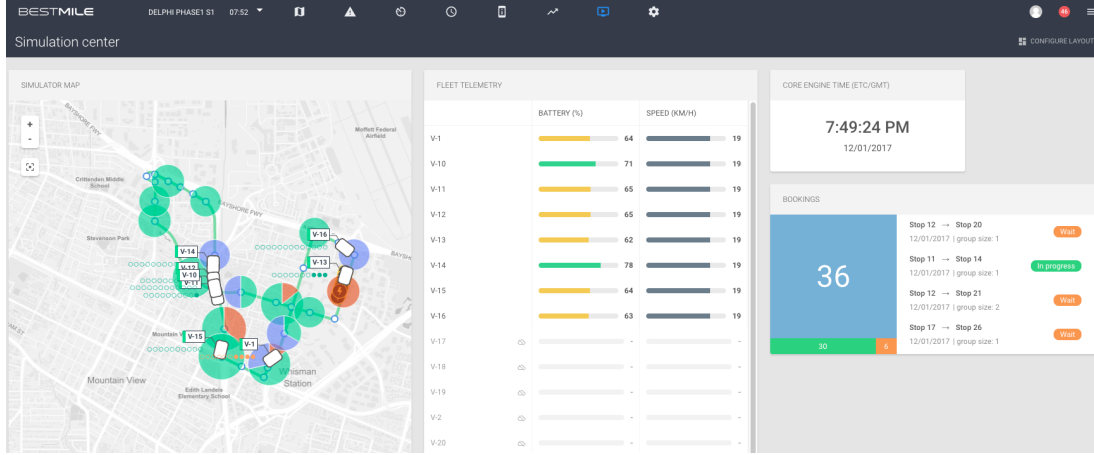 BESTMILE
DELPHI PHASE1 S1 07:52
46
Simulation center
CONFIGURE LAYOUT
SIMULATOR MAP
+
-
BAYSHORE FWY
Moffett Federal
Airfield
Crittenden Middle
School
BAYSHORE FWY
Stevenson Park
V-16
V-14
V-13
V-12
V-10
V-11
4
V-15
V-1
Mountain View
Whisman
Station
Edith Landels
Elementary School
FLEET TELEMETRY
BATTERY (%) SPEED (KM/H)
V-1 64 19
V-10 71 19
V-11 65 19
V-12 65 19
V-13 62 19
V-14 78 19
V-15 64 19
V-16 63 19
V-17 - -
V-18 - -
V-19 - -
V-2 - -
V-20 - -
CORE ENGINE TIME (ETC/GMT)
7:49:24 PM
12/01/2017
BOOKINGS
36
30 6
Stop 12 → Stop 20
12/01/2017 | group size: 1
Wait
Stop 11 → Stop 14
12/01/2017 | group size: 1
In progress
Stop 12 → Stop 21
12/01/2017 | group size: 2
Wait
Stop 17 → Stop 26
12/01/2017 | group size: 1
Wait